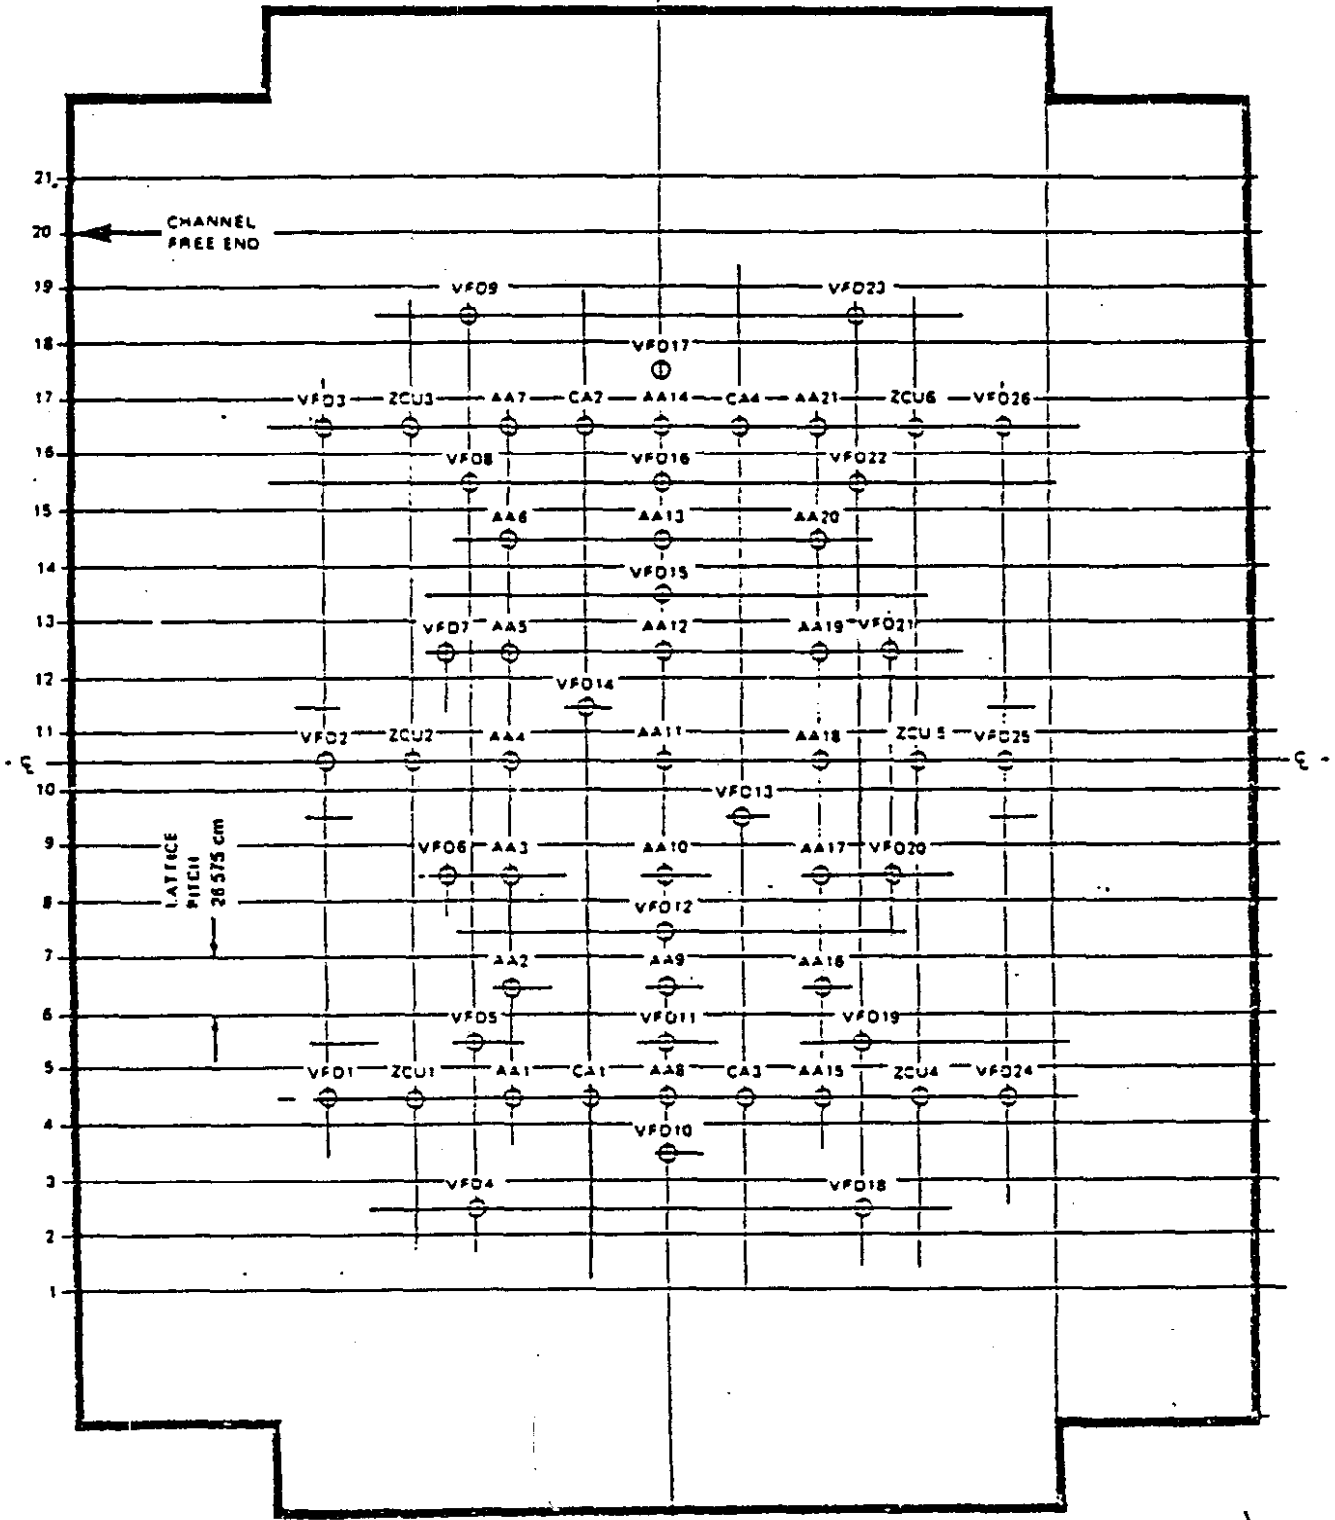 21
CHANNEL
20
FREE END
19 VFD9 VFD23
18 VFD17
17 VFD3 ZCU3 AA7 CA2 AA14 CA4 AA21 ZCU6 VFD26
16 VFD8 VFD16 VFD22
15 AA6 AA13 AA20
14 VFD15
13 VFD7 AA5 AA12 AA19 VFD21
12 VFD14
11 VFD2 ZCU2 AA4 AA11 AA18 ZCU5 VFD25
℄ ℄
10 VFD13
LATTICE
PITCH
26.575 cm
9 VFD6 AA3 AA10 AA17 VFD20
8 VFD12
7 AA2 AA9 AA16
6 VFD5 VFD11 VFD19
5 VFD1 ZCU1 AA1 CA1 AA8 CA3 AA15 ZCU4 VFD24
4 VFD10
3 VFD4 VFD18
2
1